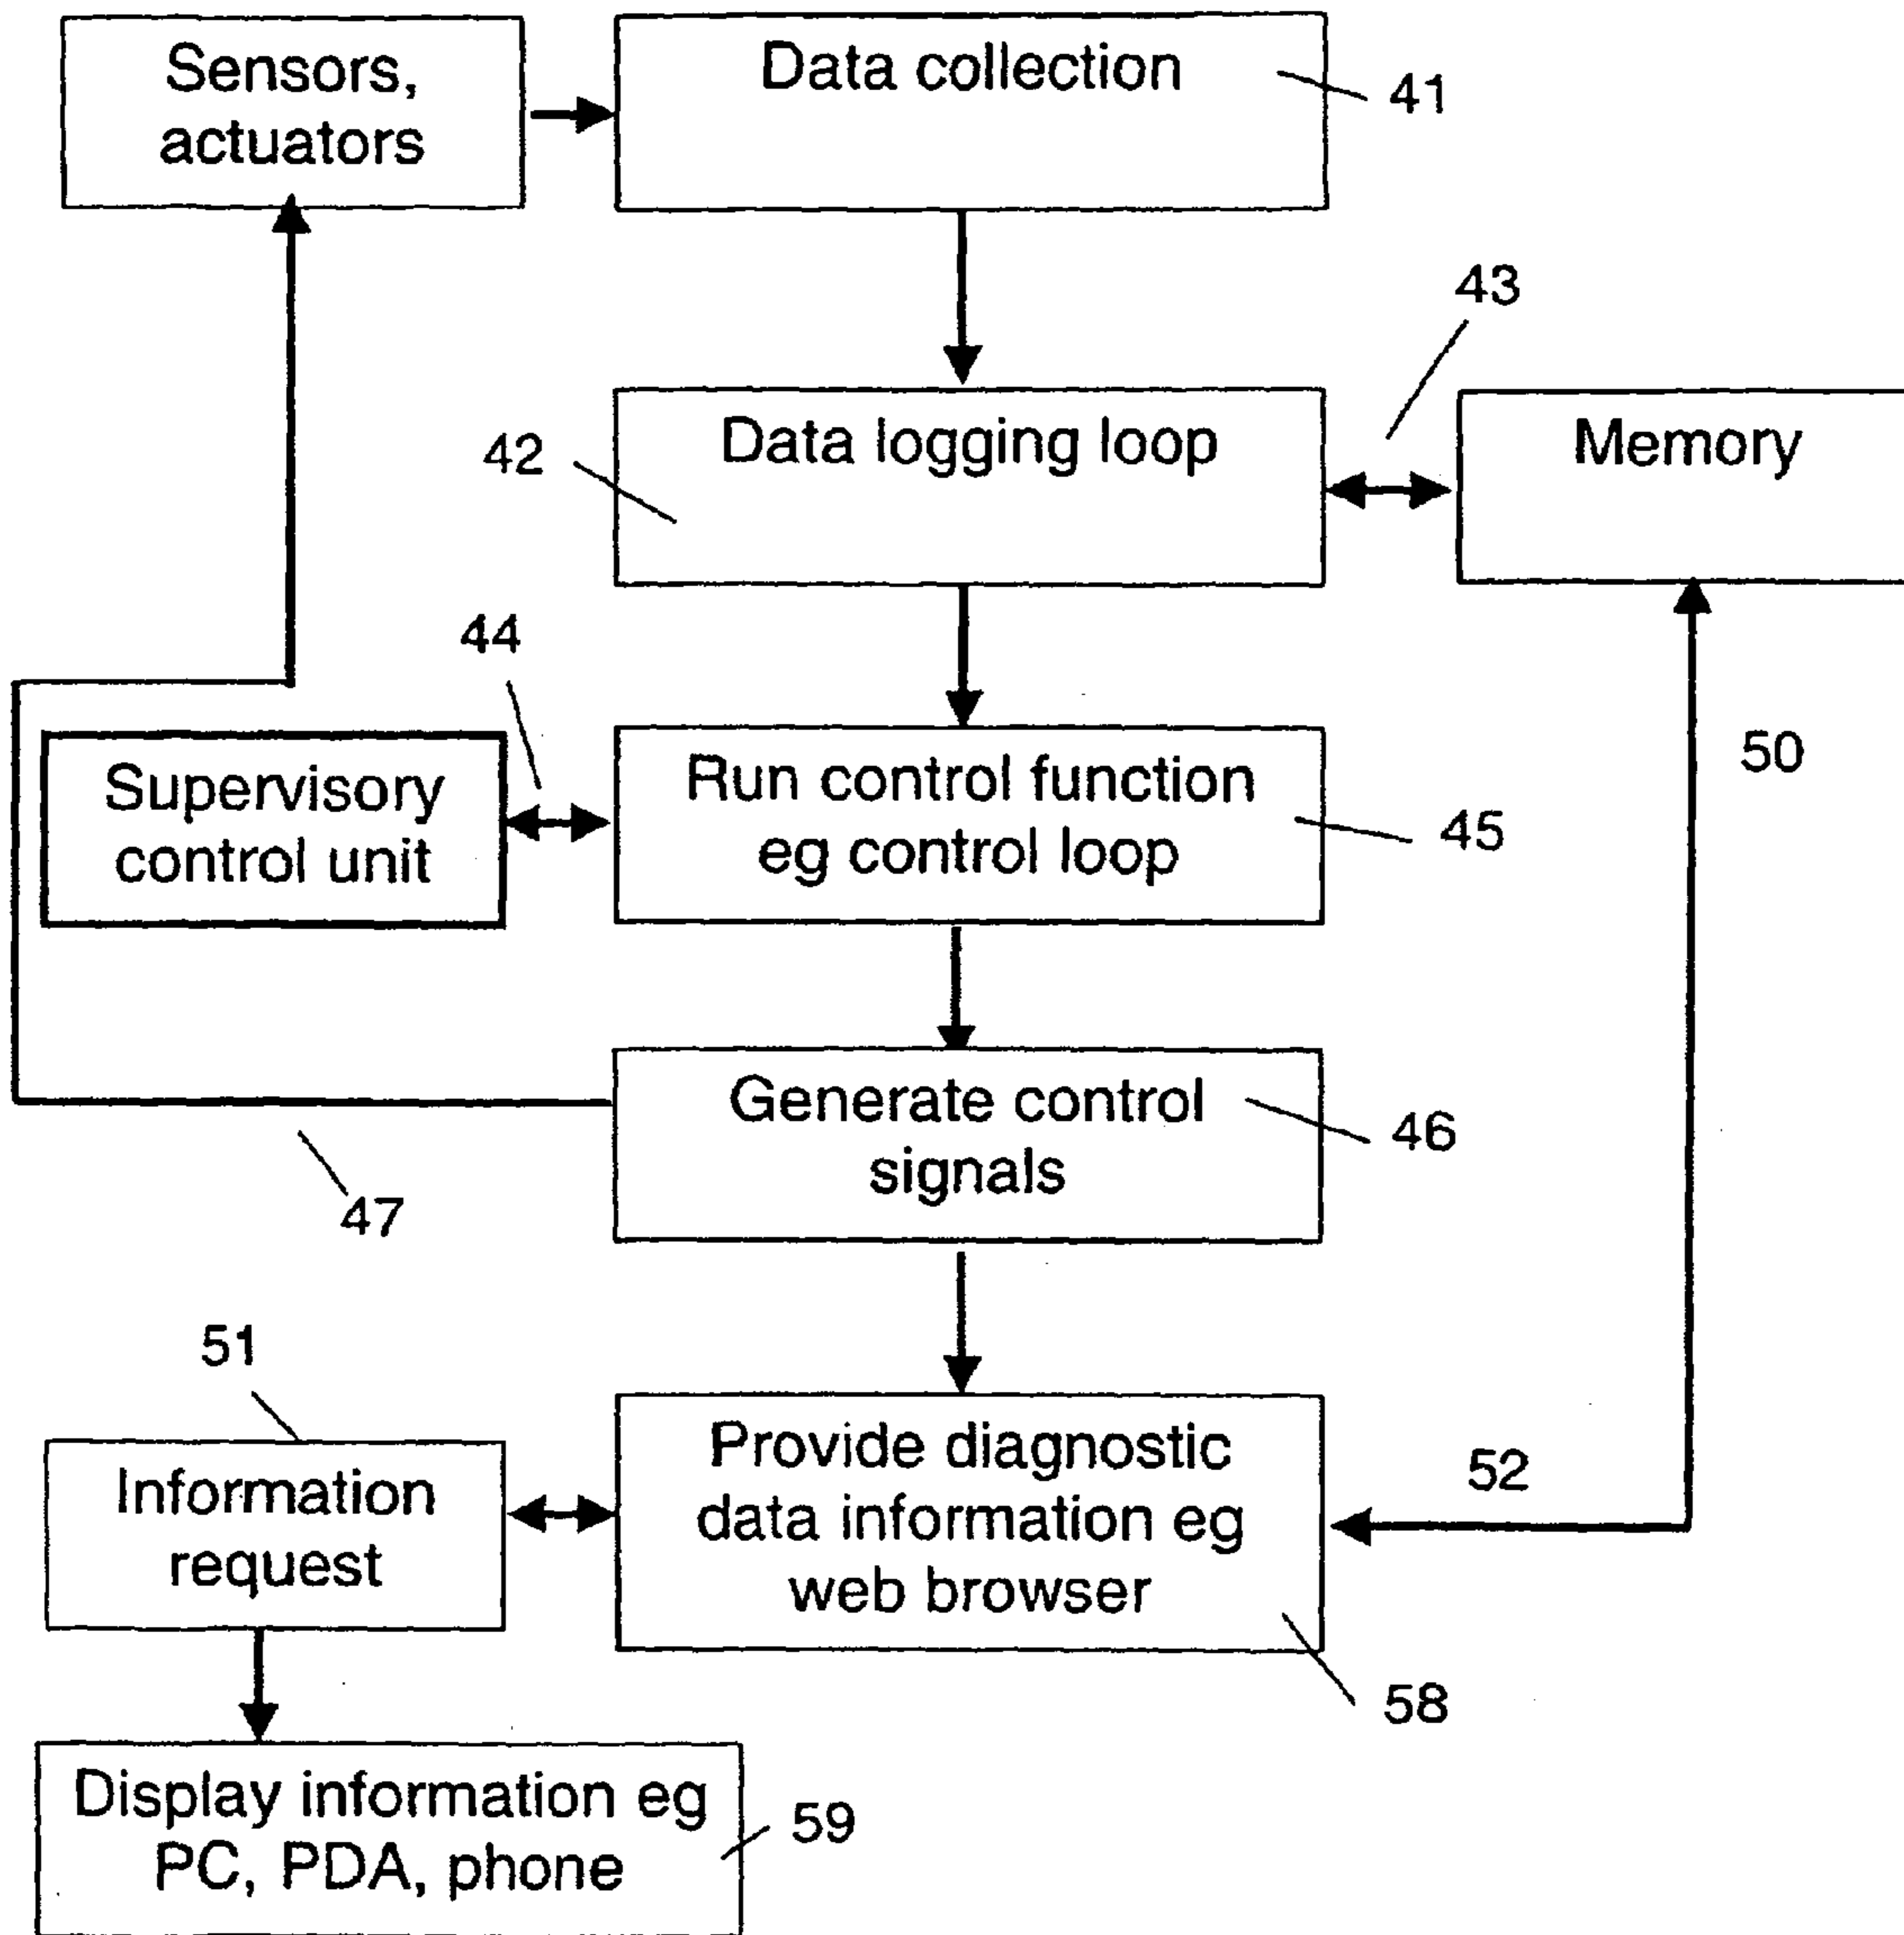 Sensors,
actuators
Data collection
41
43
42
Data logging loop
Memory
44
50
Supervisory
control unit
Run control function
eg control loop
45
Generate control
signals
46
47
51
Information
request
Provide diagnostic
data information eg
web browser
52
58
Display information eg
PC, PDA, phone
59